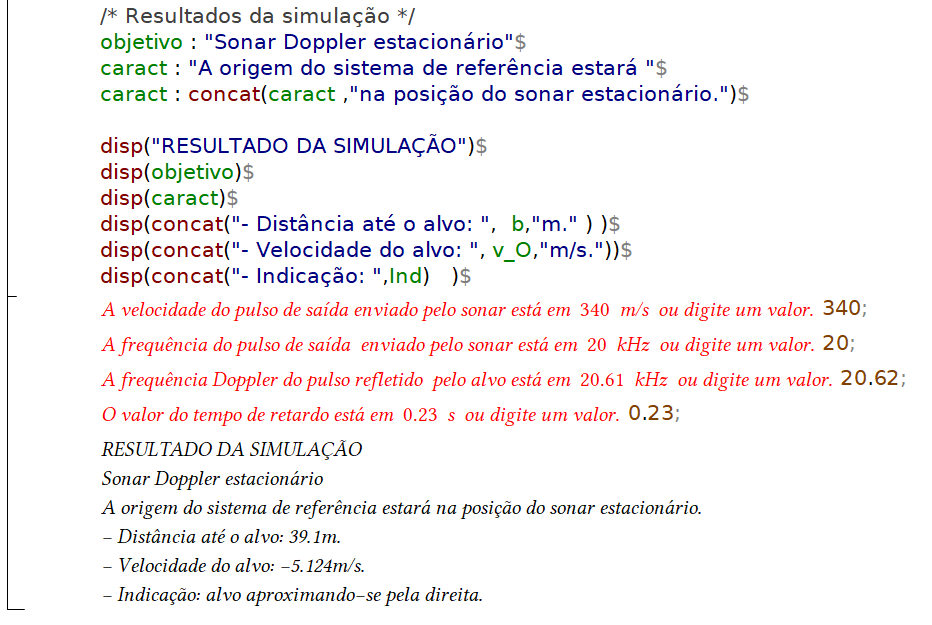 /* Resultados da simulação */
objetivo : "Sonar Doppler estacionário"$
caract : "A origem do sistema de referência estará "$
caract : concat(caract ,"na posição do sonar estacionário.")$
disp("RESULTADO DA SIMULAÇÃO")$
disp(objetivo)$
disp(caract)$
disp(concat("- Distância até o alvo: ",  b,"m." ) )$
disp(concat("- Velocidade do alvo: ", v_O,"m/s."))$
disp(concat("- Indicação: ",Ind)   )$
A velocidade do pulso de saída enviado pelo sonar está em 340 m/s ou digite um valor. 340;
A frequência do pulso de saída enviado pelo sonar está em 20 kHz ou digite um valor. 20;
A frequência Doppler do pulso refletido pelo alvo está em 20.61 kHz ou digite um valor. 20.62;
O valor do tempo de retardo está em 0.23 s ou digite um valor. 0.23;
RESULTADO DA SIMULAÇÃO
Sonar Doppler estacionário
A origem do sistema de referência estará na posição do sonar estacionário.
– Distância até o alvo: 39.1m.
– Velocidade do alvo: –5.124m/s.
– Indicação: alvo aproximando–se pela direita.